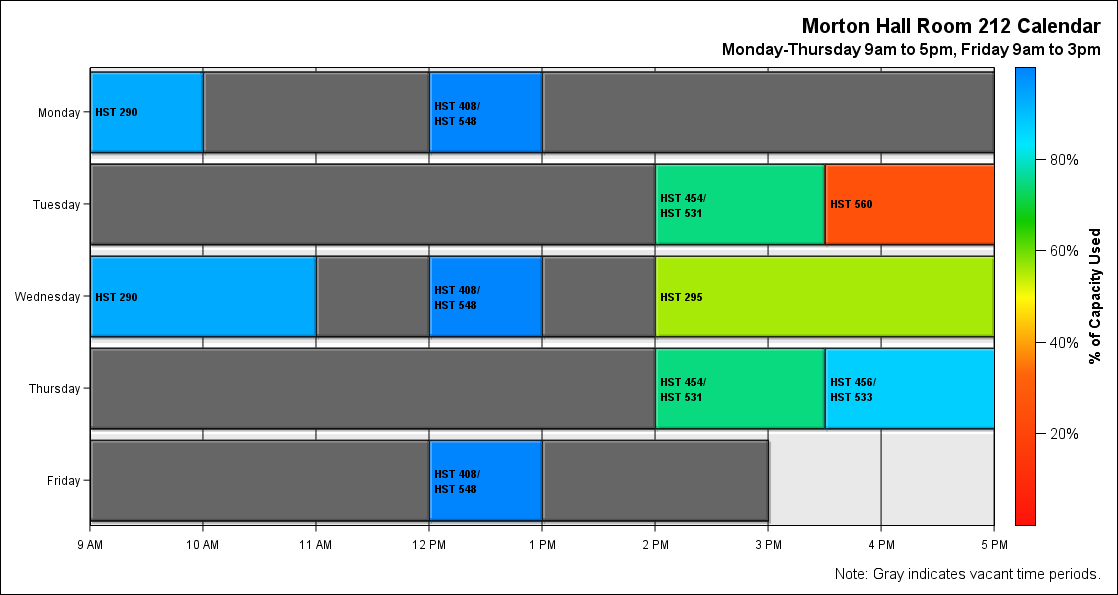 Morton Hall Room 212 Calendar
Monday-Thursday 9am to 5pm, Friday 9am to 3pm
Monday
HST 290
HST 408/
HST 548
Tuesday
HST 454/
HST 531
HST 560
Wednesday
HST 290
HST 408/
HST 548
HST 295
Thursday
HST 454/
HST 531
HST 456/
HST 533
Friday
HST 408/
HST 548
9 AM 10 AM 11 AM 12 PM 1 PM 2 PM 3 PM 4 PM 5 PM
80%
60%
40%
20%
% of Capacity Used
Note: Gray indicates vacant time periods.